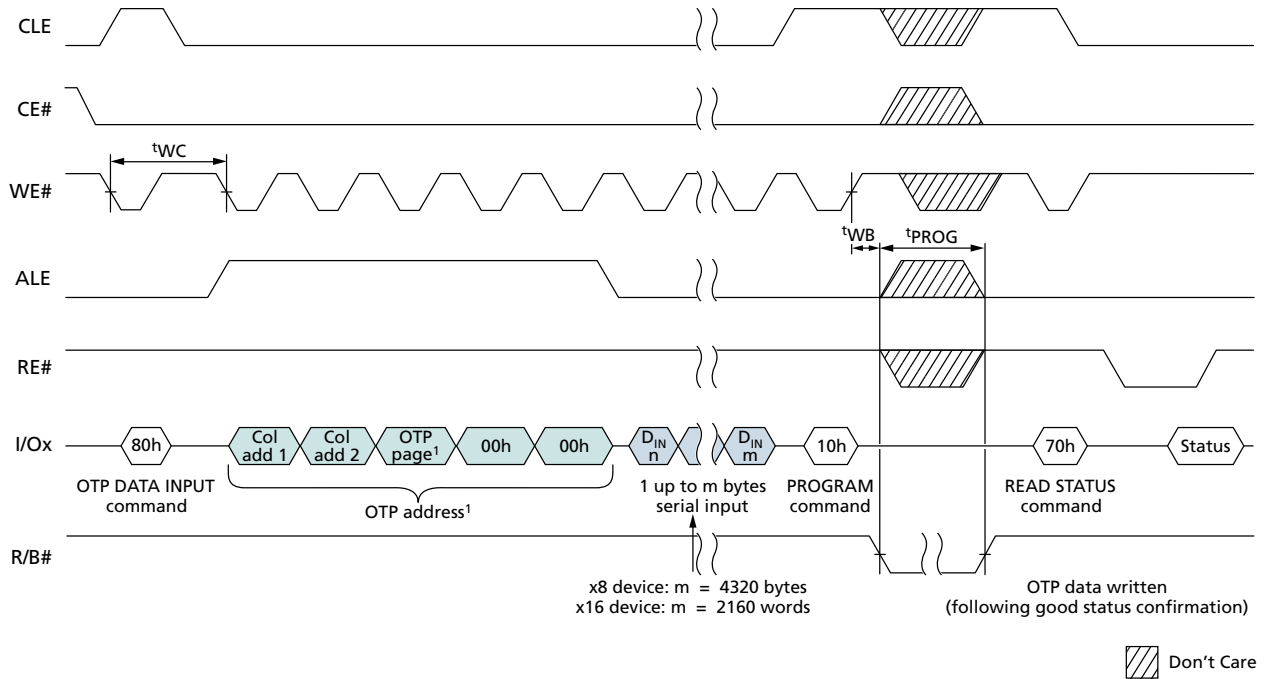 CLE
CE#
tWC
WE#
tWB tPROG
ALE
RE#
I/Ox 80h Col add 1 Col add 2 OTP page1 00h 00h DIN n DIN m 10h 70h Status
OTP DATA INPUT command
OTP address1
1 up to m bytes serial input
PROGRAM command
READ STATUS command
R/B#
x8 device: m = 4320 bytes
x16 device: m = 2160 words
OTP data written
(following good status confirmation)
Don't Care